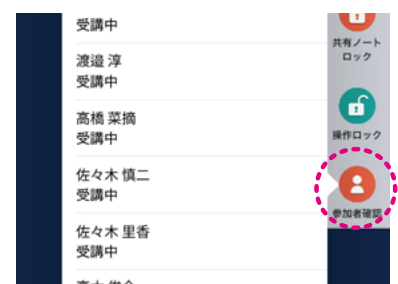 受講中
渡邉 淳
受講中
高橋 菜摘
受講中
佐々木 慎二
受講中
佐々木 里香
受講中
共有ノート
ロック
操作ロック
参加者確認